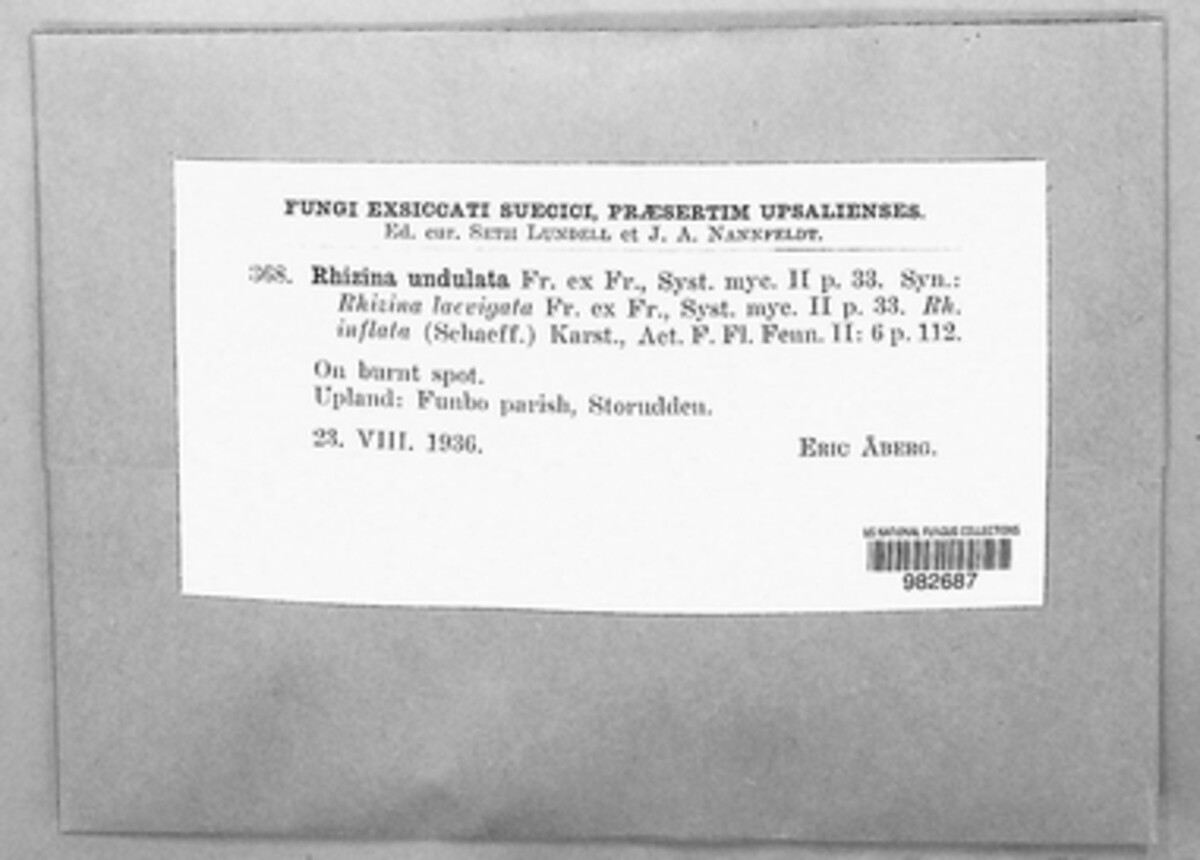 FUNGI EXSICCATI SUECICI, PRÆSERTIM UPSALIENSES.
Ed. cur. SETH LUNDELL et J. A. NANNFELDT.
368. Rhizina undulata Fr. ex Fr., Syst. myc. II p. 33. Syn.:
Rhizina laevigata Fr. ex Fr., Syst. myc. II p. 33. Rh.
inflata (Schaeff.) Karst., Act. F. Fl. Fenn. II: 6 p. 112.
On burnt spot.
Upland: Funbo parish, Storudden.
23. VIII. 1936.
ERIC ÅBERG.
US NATIONAL FUNGUS COLLECTIONS
982687